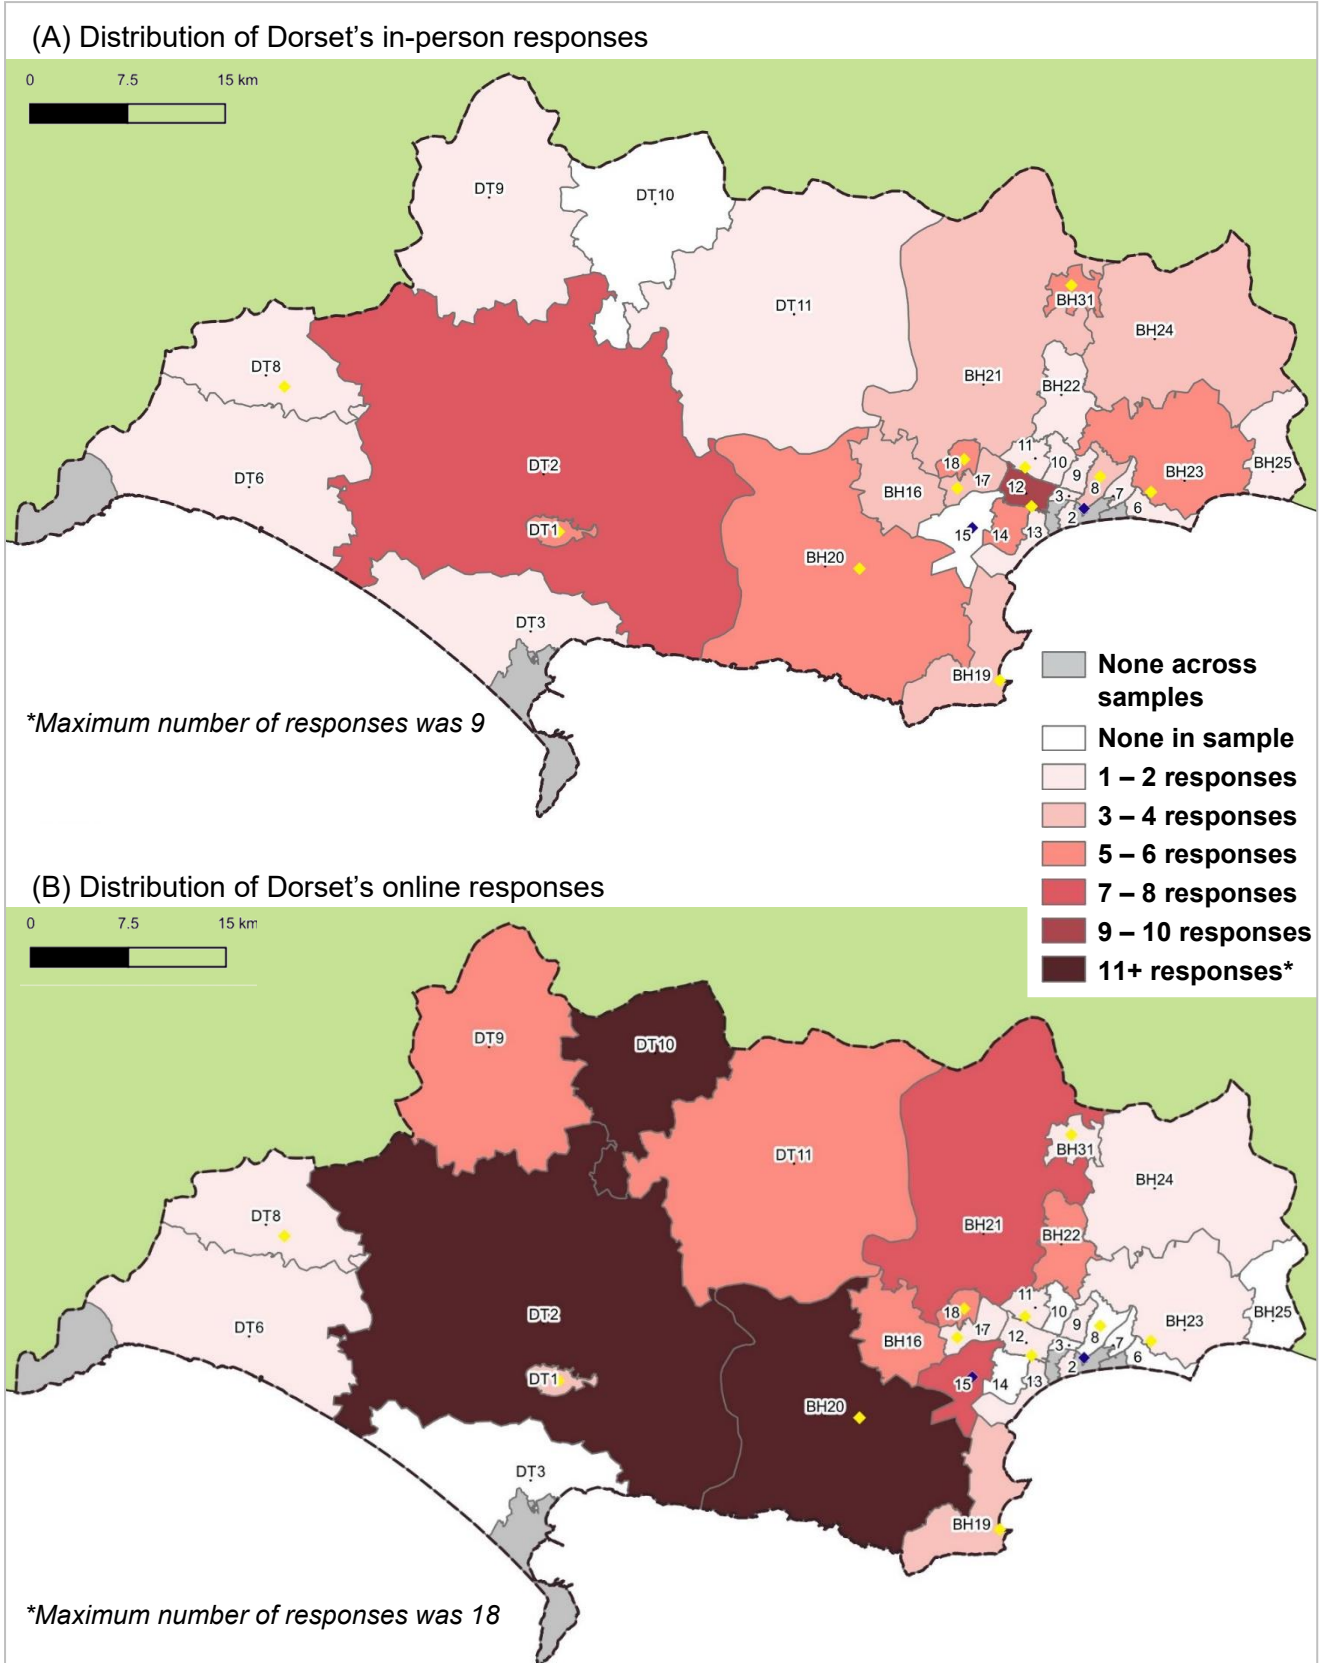 (A) Distribution of Dorset's in-person responses
0 7.5 15 km
DT9
DT10
DT11
BH31
BH24
DT8
BH21
BH22
DT6
DT2
BH16
18
17
11
10
9
8
7
12
3
2
6
BH23
BH25
DT1
15
14
13
BH20
DT3
BH19
*Maximum number of responses was 9
None across
samples
None in sample
1 – 2 responses
3 – 4 responses
5 – 6 responses
7 – 8 responses
9 – 10 responses
11+ responses*
(B) Distribution of Dorset's online responses
0 7.5 15 km
DT9
DT10
DT11
BH31
BH24
DT8
BH21
BH22
DT6
DT2
BH16
18
17
11
10
9
8
7
12
3
2
6
BH23
BH25
DT1
15
14
13
BH20
DT3
BH19
*Maximum number of responses was 18